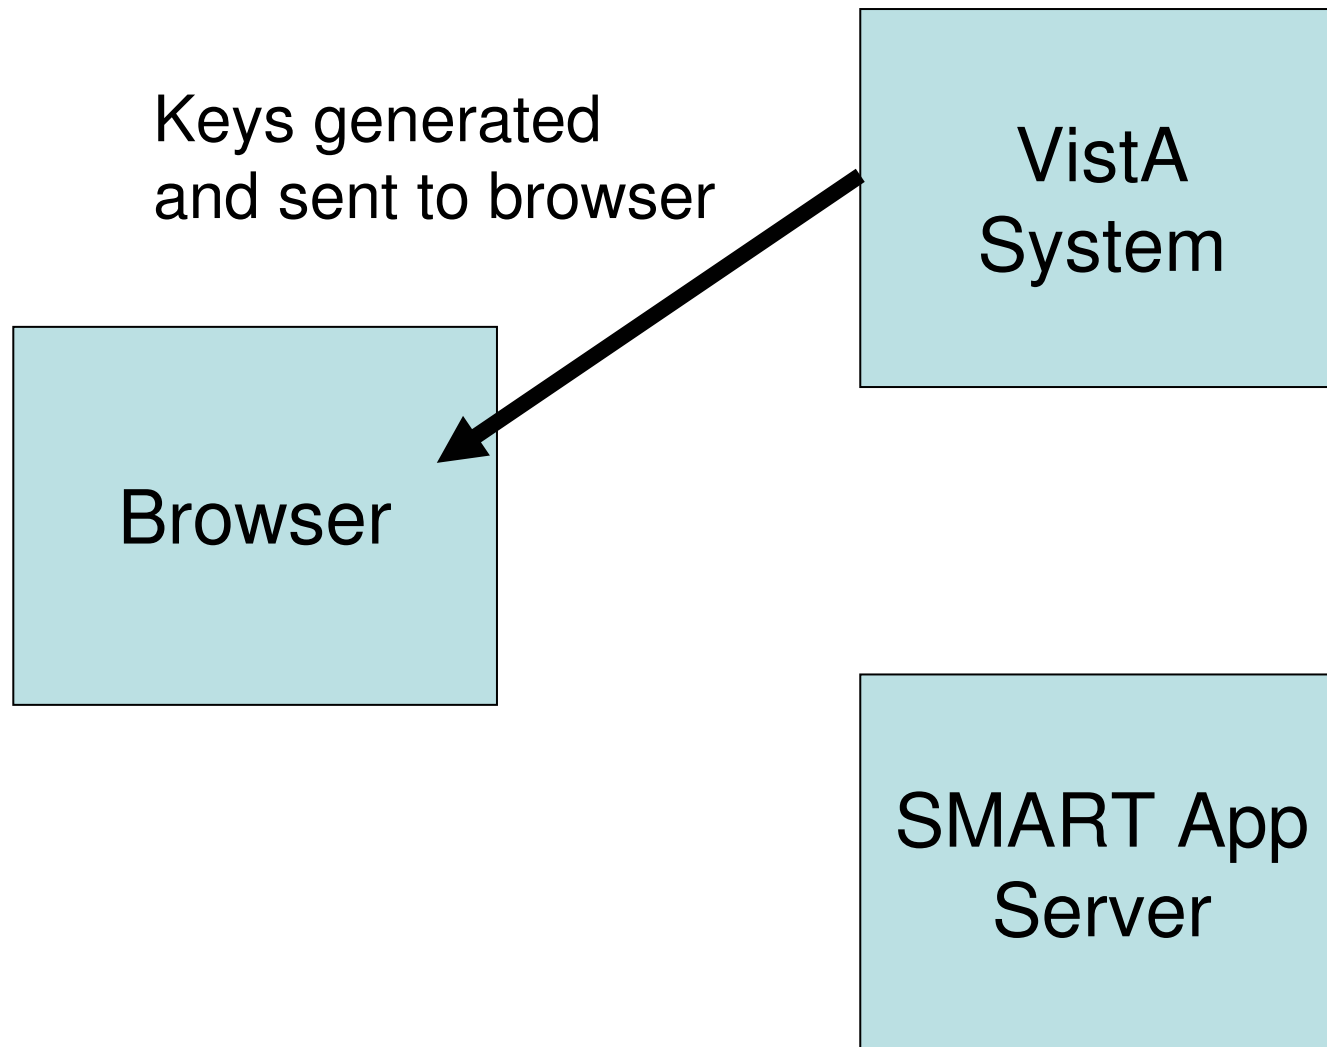 Keys generated
and sent to browser
VistA
System
Browser
SMART App
Server